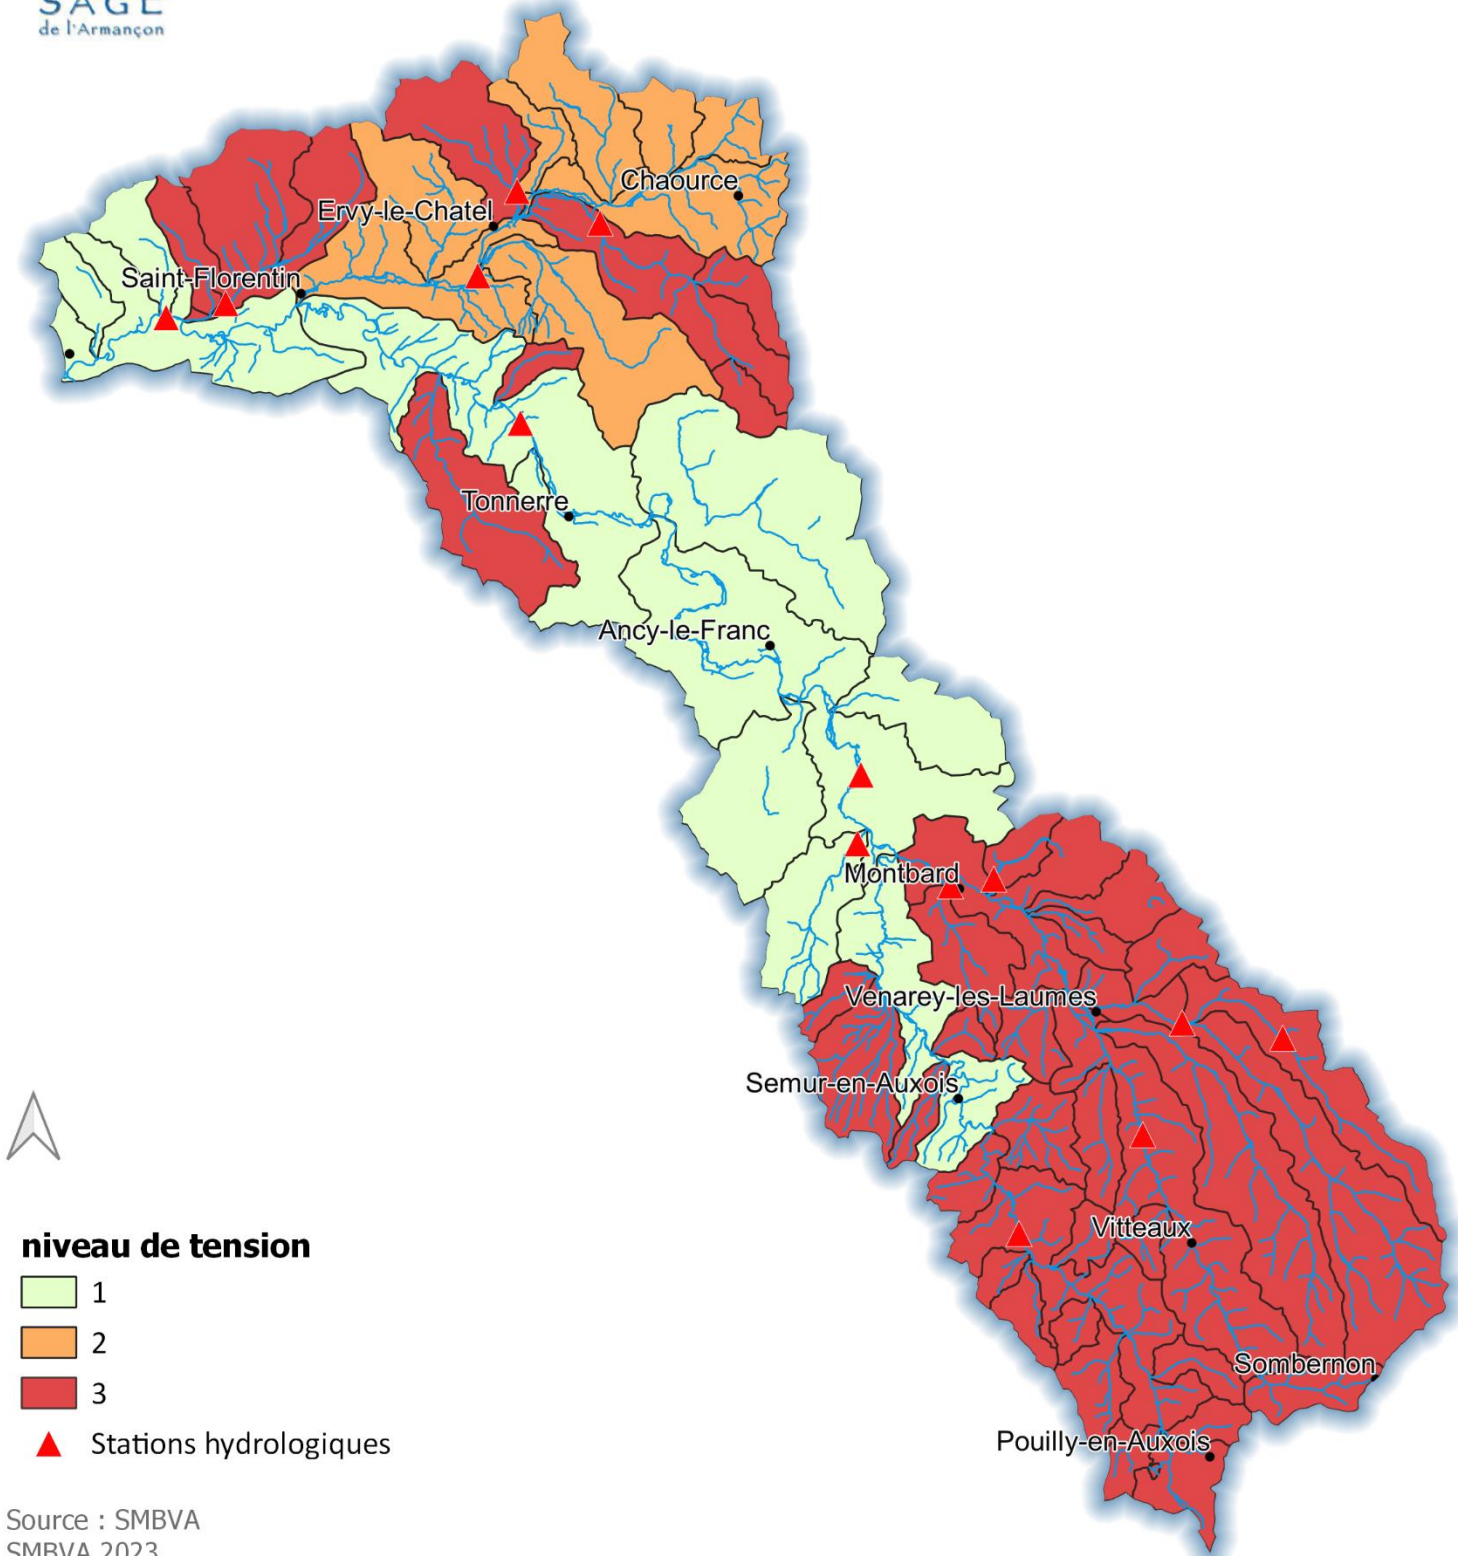 SAGE
de l'Armançon
Chaource
Ervy-le-Chatel
Saint-Florentin
Tonnerre
Ancy-le-Franc
Montbard
Venarey-les-Laumes
Semur-en-Auxois
Vitteaux
Sombernon
Pouilly-en-Auxois
niveau de tension
1
2
3
Stations hydrologiques
Source : SMBVA
SMBVA 2023